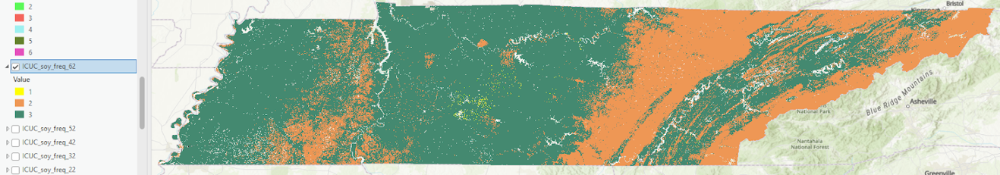 2
3
4
5
6
ICUC_soy_freq_62
Value
1
2
3
ICUC_soy_freq_52
ICUC_soy_freq_42
ICUC_soy_freq_32
ICUC_soy_freq_22
Bristol
Blue Ridge Mountains
Asheville
National Park
Nantahala
National Forest
Greenville